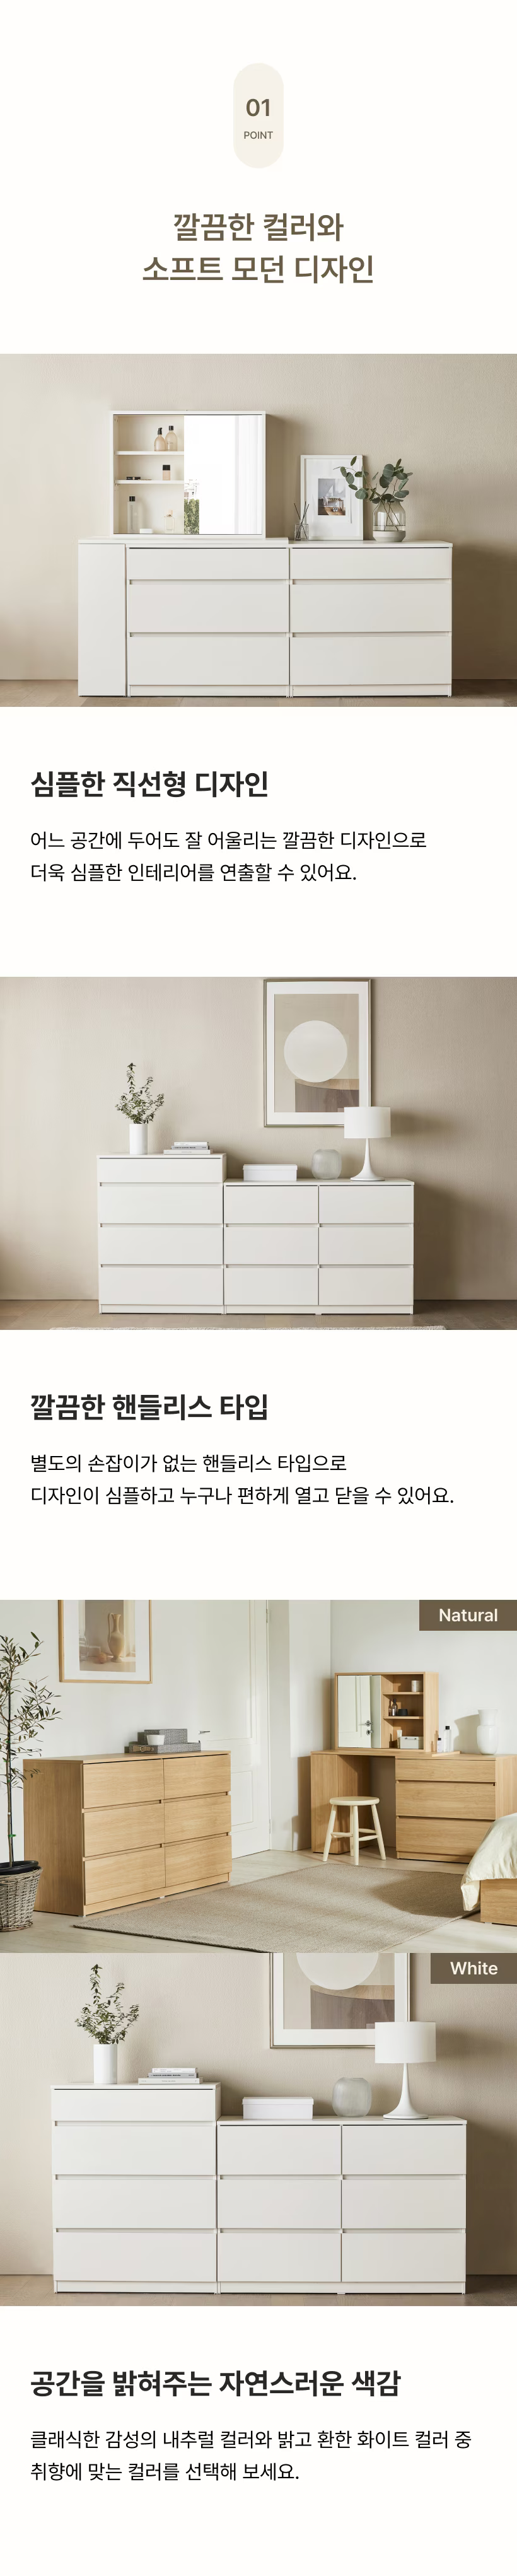 01
POINT
깔끔한 컬러와
소프트 모던 디자인
심플한 직선형 디자인
어느 공간에 두어도 잘 어울리는 깔끔한 디자인으로
더욱 심플한 인테리어를 연출할 수 있어요.
깔끔한 핸들리스 타입
별도의 손잡이가 없는 핸들리스 타입으로
디자인이 심플하고 누구나 편하게 열고 닫을 수 있어요.
Natural
White
공간을 밝혀주는 자연스러운 색감
클래식한 감성의 내추럴 컬러와 밝고 환한 화이트 컬러 중
취향에 맞는 컬러를 선택해 보세요.